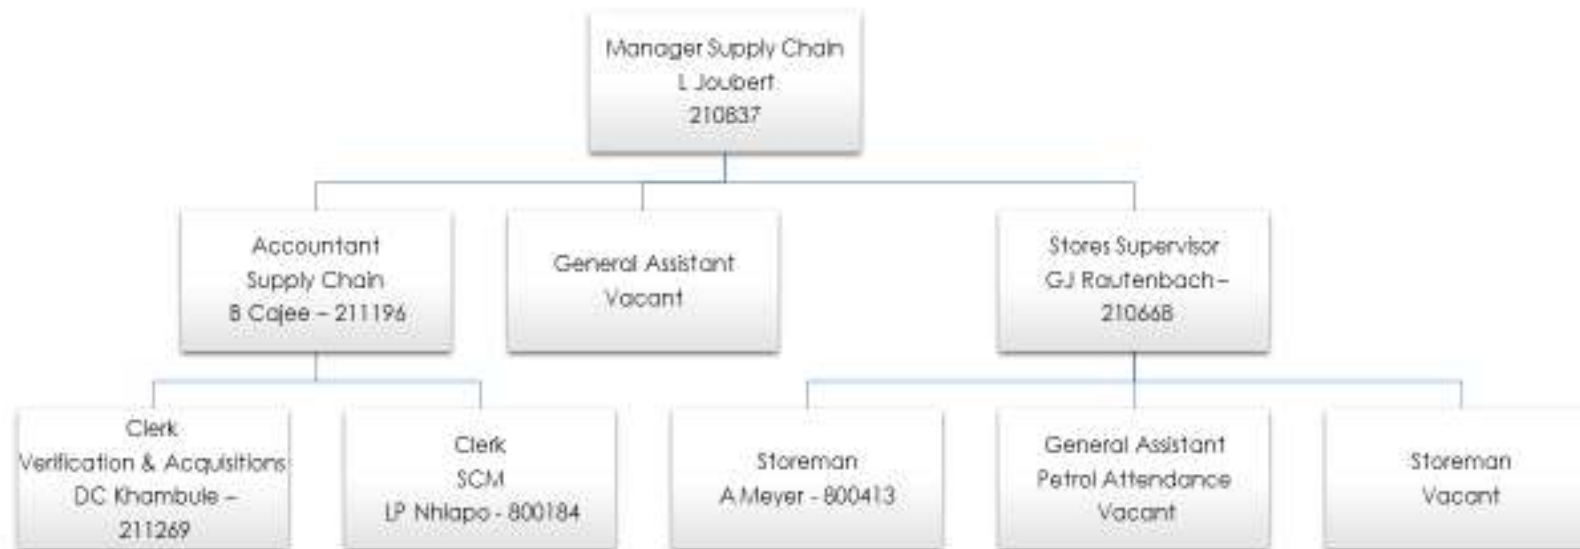 Manager Supply Chain
L Joubert
210837
Accountant
Supply Chain
B Cajee – 211196
General Assistant
Vacant
Stores Supervisor
GJ Rautenbach –
210668
Clerk
Verification & Acquisitions
DC Khambule –
211269
Clerk
SCM
LP Nhlapo - 800184
Storeman
A Meyer - 800413
General Assistant
Petrol Attendance
Vacant
Storeman
Vacant